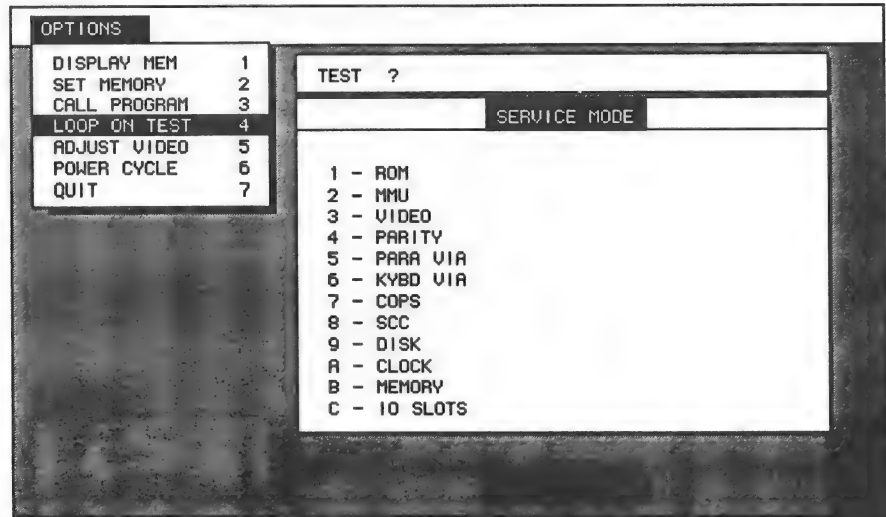 OPTIONS
DISPLAY MEM 1
SET MEMORY 2
CALL PROGRAM 3
LOOP ON TEST 4
ADJUST VIDEO 5
POWER CYCLE 6
QUIT 7
TEST ?
SERVICE MODE
1 - ROM
2 - MMU
3 - VIDEO
4 - PARITY
5 - PARA VIA
6 - KYBD VIA
7 - COPS
8 - SCC
9 - DISK
A - CLOCK
B - MEMORY
C - IO SLOTS